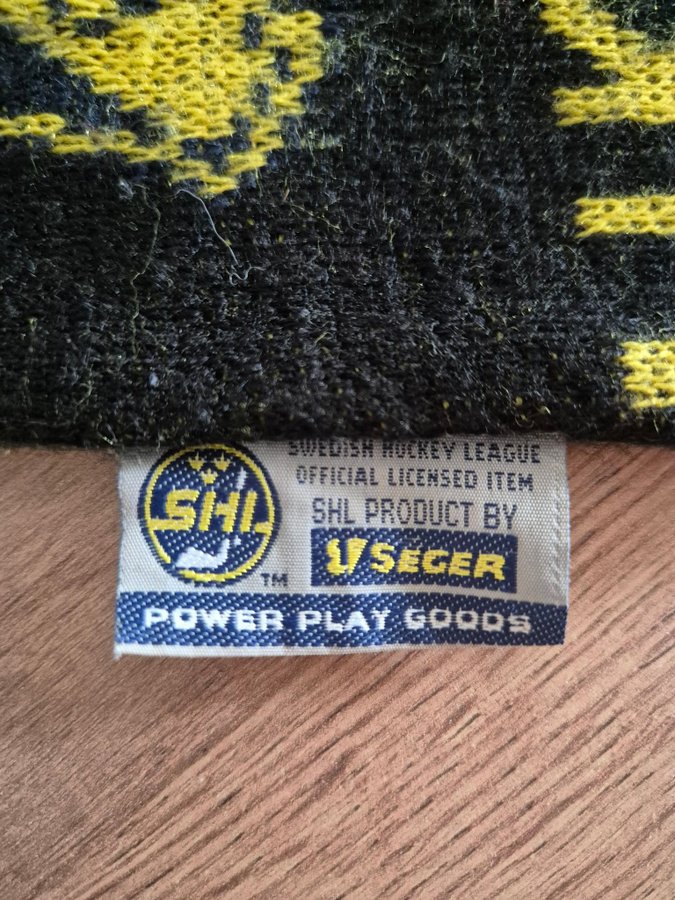 SWEDISH HOCKEY LEAGUE
OFFICIAL LICENSED ITEM
SHL PRODUCT BY
SHL
SEGER
TM
POWER PLAY GOODS